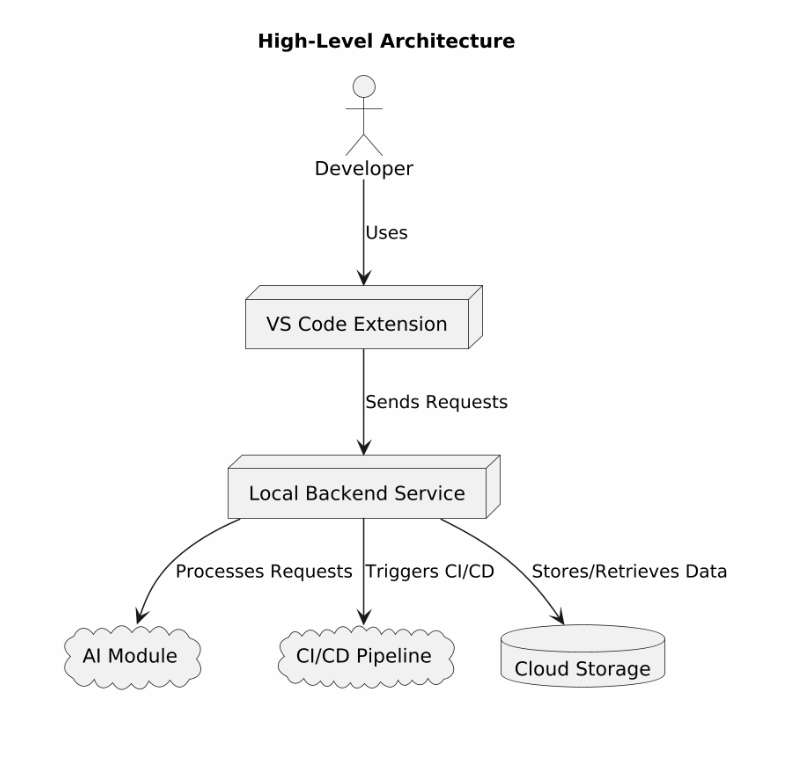 High-Level Architecture
Developer
Uses
VS Code Extension
Sends Requests
Local Backend Service
Processes Requests
Triggers CI/CD
Stores/Retrieves Data
AI Module
CI/CD Pipeline
Cloud Storage